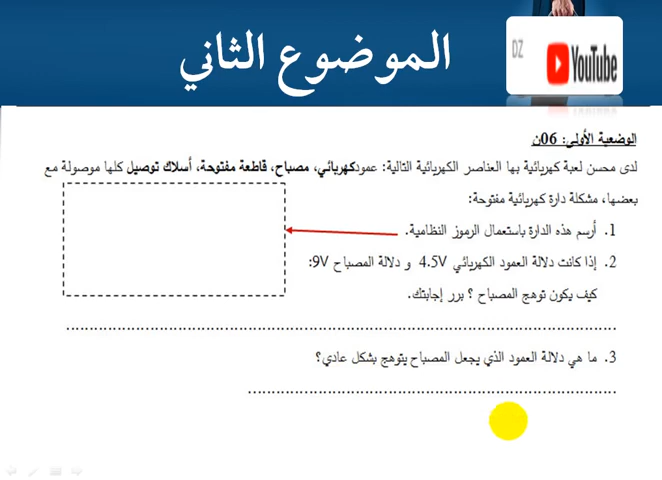 الموضوع الثاني
DZ
YouTube
الوضعية الأولى: 06ن
لدى محسن لعبة كهربائية بها العناصر الكهربائية التالية: عمودكهربائي، مصباح، قاطعة مفتوحة، أسلاك توصيل كلها موصولة مع
بعضها، مشكلة دارة كهربائية مفتوحة:
1. أرسم هذه الدارة باستعمال الرموز النظامية.
2. إذا كانت دلالة العمود الكهربائي 4.5V و دلالة المصباح 9V:
كيف يكون توهج المصباح ؟ برر إجابتك.
3. ما هي دلالة العمود الذي يجعل المصباح يتوهج بشكل عادي؟